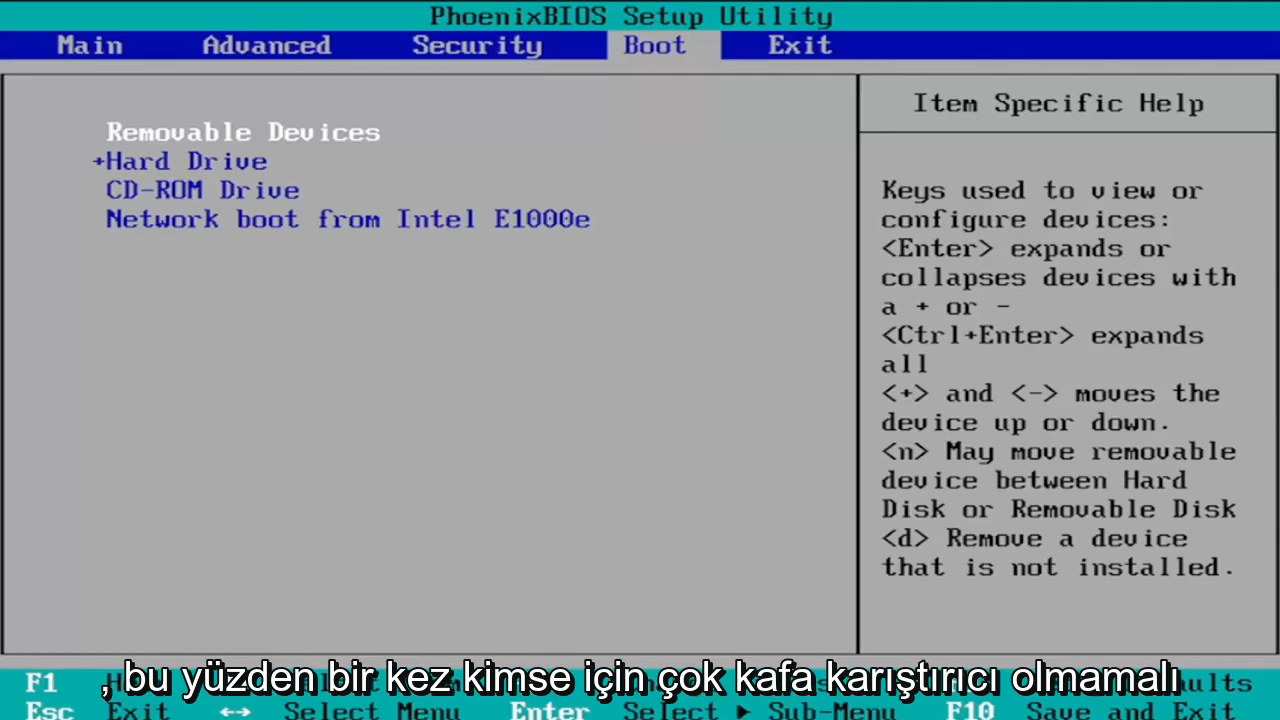 PhoenixBIOS Setup Utility
Main Advanced Security Boot Exit
Removable Devices
+Hard Drive
CD-ROM Drive
Network boot from Intel E1000e
Item Specific Help
Keys used to view or
configure devices:
<Enter> expands or
collapses devices with
a + or -
<Ctrl+Enter> expands
all
<+> and <-> moves the
device up or down.
<n> May move removable
device between Hard
Disk or Removable Disk
<d> Remove a device
that is not installed.
, bu yüzden bir kez kimse için çok kafa karıştırıcı olmamalı
F1
Esc Exit ↔ Select Menu Enter Select ▶ Sub-Menu F10 Save and Exit